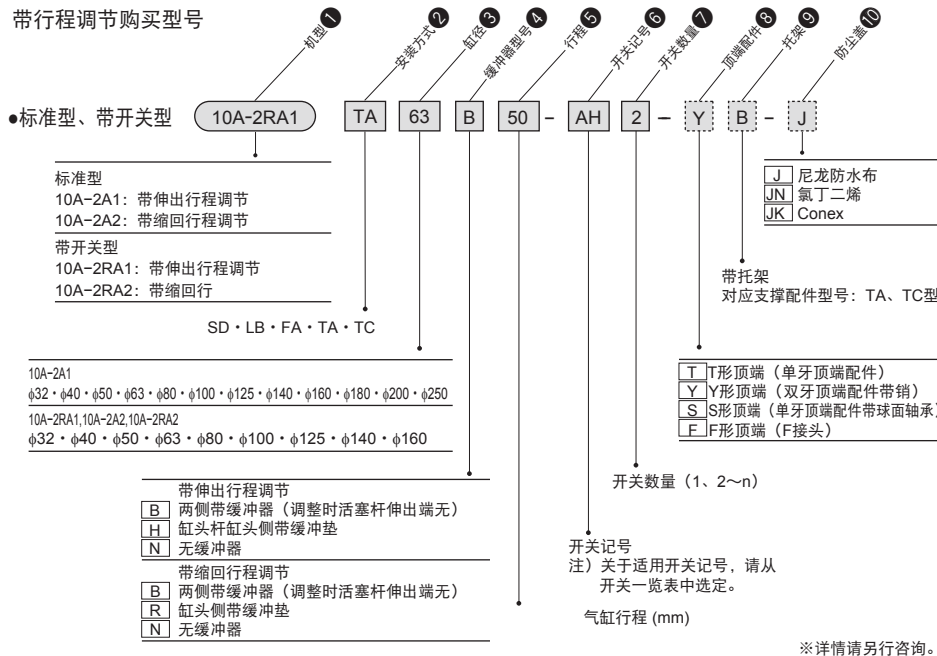 带行程调节购买型号
机型❶
安装方式❷
缸径❸
缓冲器型号❹
行程❺
开关记号❻
开关数量❼
顶端配件❽
托架❾
防尘盖❿
●标准型、带开关型 10A-2RA1 TA 63 B 50 - AH 2 - Y B - J
标准型
10A-2A1：带伸出行程调节
10A-2A2：带缩回行程调节
带开关型
10A-2RA1：带伸出行程调节
10A-2RA2：带缩回行
J 尼龙防水布
JN 氯丁二烯
JK Conex
带托架
对应支撑配件型号：TA、TC型
SD・LB・FA・TA・TC
10A-2A1
ϕ32・ϕ40・ϕ50・ϕ63・ϕ80・ϕ100・ϕ125・ϕ140・ϕ160・ϕ180・ϕ200・ϕ250
10A-2RA1,10A-2A2,10A-2RA2
ϕ32・ϕ40・ϕ50・ϕ63・ϕ80・ϕ100・ϕ125・ϕ140・ϕ160
T T形顶端（单牙顶端配件）
Y Y形顶端（双牙顶端配件带销）
S S形顶端（单牙顶端配件带球面轴承）
F F形顶端（F接头）
开关数量（1、2～n）
带伸出行程调节
B 两侧带缓冲器（调整时活塞杆伸出端无）
H 缸头杆缸头侧带缓冲垫
N 无缓冲器
带缩回行程调节
B 两侧带缓冲器（调整时活塞杆伸出端无）
R 缸头侧带缓冲垫
N 无缓冲器
开关记号
注）关于适用开关记号，请从
开关一览表中选定。
气缸行程 (mm)
※详情请另行咨询。